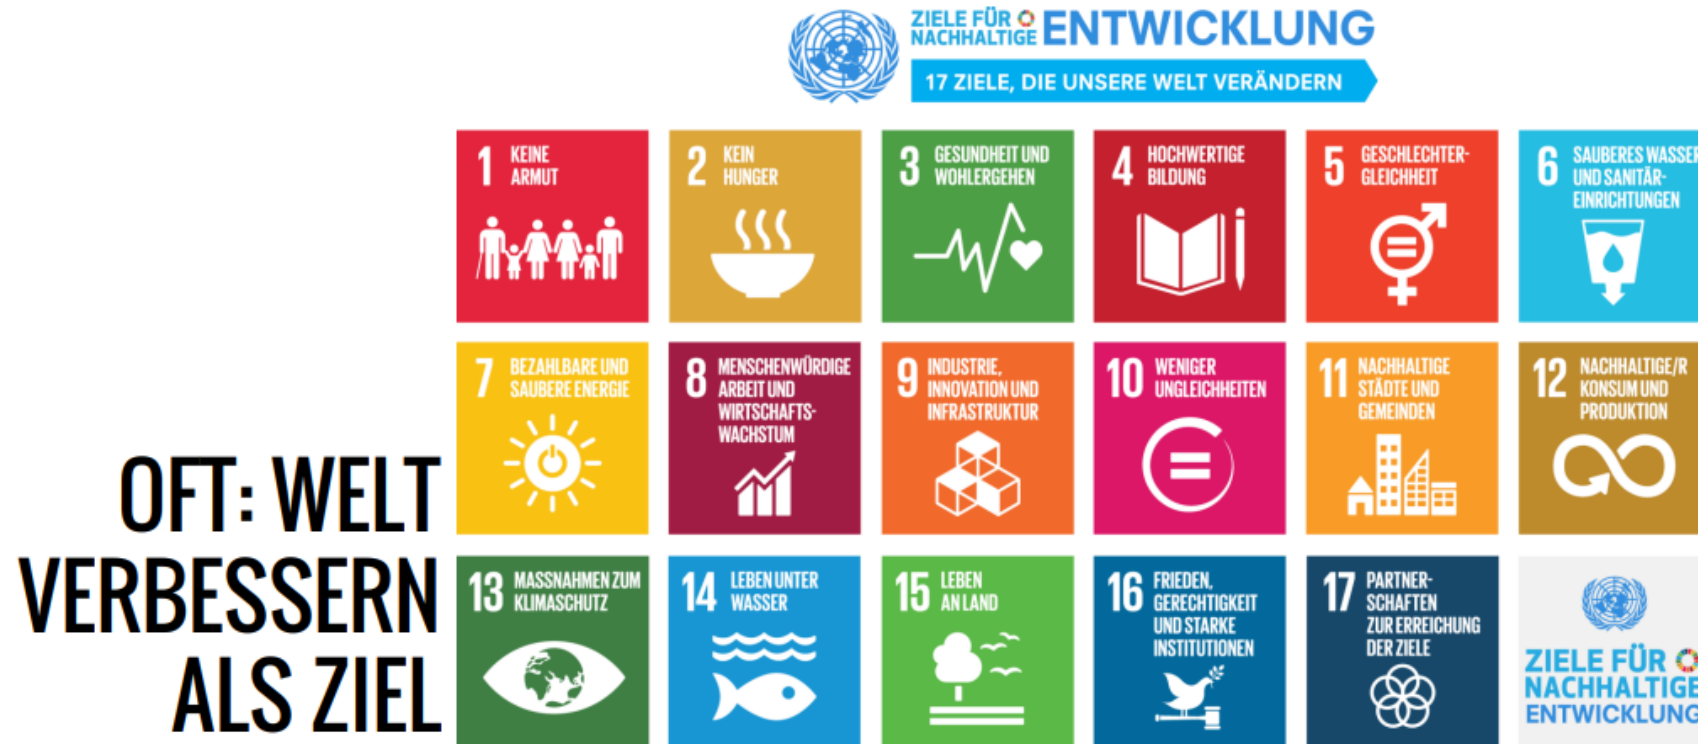 ZIELE FÜR
NACHHALTIGE ENTWICKLUNG
17 ZIELE, DIE UNSERE WELT VERÄNDERN
1 KEINE
ARMUT
2 KEIN
HUNGER
3 GESUNDHEIT UND
WOHLERGEHEN
4 HOCHWERTIGE
BILDUNG
5 GESCHLECHTER-
GLEICHHEIT
6 SAUBERES WASSER
UND SANITÄR-
EINRICHTUNGEN
7 BEZAHLBARE UND
SAUBERE ENERGIE
8 MENSCHENWÜRDIGE
ARBEIT UND
WIRTSCHAFTS-
WACHSTUM
9 INDUSTRIE,
INNOVATION UND
INFRASTRUKTUR
10 WENIGER
UNGLEICHHEITEN
11 NACHHALTIGE
STÄDTE UND
GEMEINDEN
12 NACHHALTIGE/R
KONSUM UND
PRODUKTION
OFT: WELT
VERBESSERN
ALS ZIEL
13 MASSNAHMEN ZUM
KLIMASCHUTZ
14 LEBEN UNTER
WASSER
15 LEBEN
AN LAND
16 FRIEDEN,
GERECHTIGKEIT
UND STARKE
INSTITUTIONEN
17 PARTNER-
SCHAFTEN
ZUR ERREICHUNG
DER ZIELE
ZIELE FÜR
NACHHALTIGE
ENTWICKLUNG